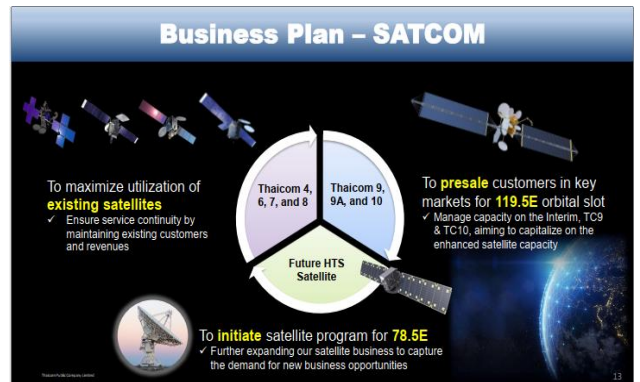 Business Plan – SATCOM
To maximize utilization of
existing satellites
✓ Ensure service continuity by
maintaining existing customers
and revenues
Thaicom 4,
6, 7, and 8
Thaicom 9,
9A, and 10
Future HTS
Satellite
To presale customers in key
markets for 119.5E orbital slot
✓ Manage capacity on the Interim, TC9
& TC10, aiming to capitalize on the
enhanced satellite capacity
To initiate satellite program for 78.5E
✓ Further expanding our satellite business to capture
the demand for new business opportunities
Thaicom Public Company Limited
13